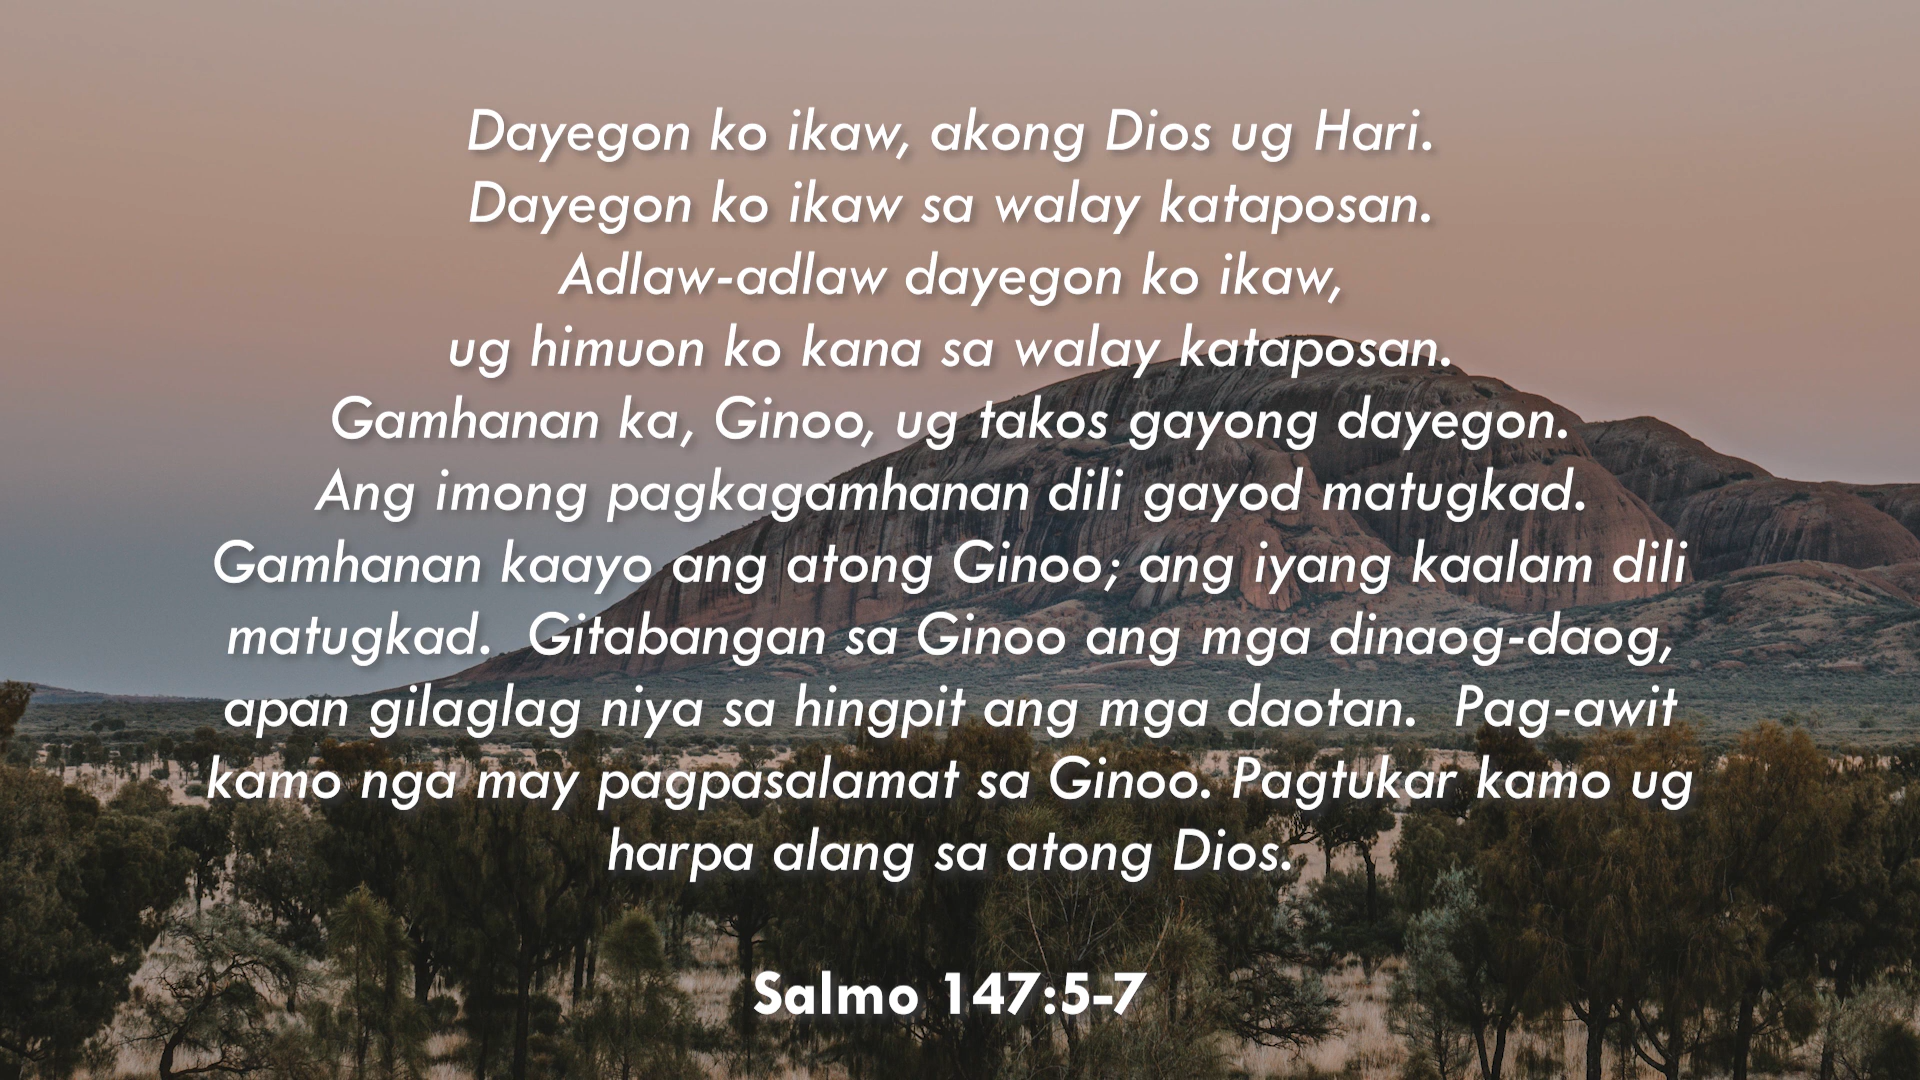 Dayegon ko ikaw, akong Dios ug Hari.
Dayegon ko ikaw sa walay kataposan.
Adlaw-adlaw dayegon ko ikaw,
ug himuon ko kana sa walay kataposan.
Gamhanan ka, Ginoo, ug takos gayong dayegon.
Ang imong pagkagamhanan dili gayod matugkad.
Gamhanan kaayo ang atong Ginoo; ang iyang kaalam dili
matugkad.  Gitabangan sa Ginoo ang mga dinaog-daog,
apan gilaglag niya sa hingpit ang mga daotan.  Pag-awit
kamo nga may pagpasalamat sa Ginoo. Pagtukar kamo ug
harpa alang sa atong Dios.
Salmo 147:5-7